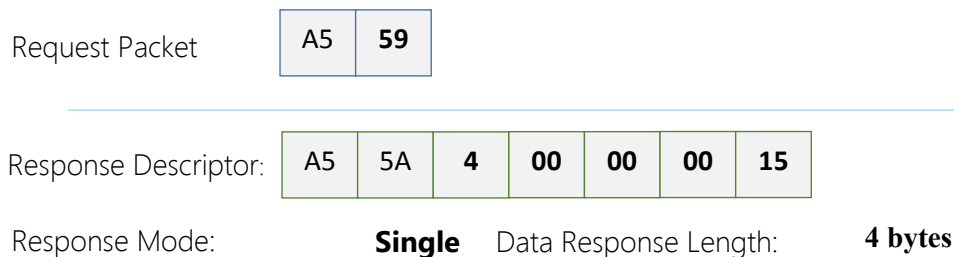 Request Packet A5 59
Response Descriptor: A5 5A 4 00 00 00 15
Response Mode: Single Data Response Length: 4 bytes